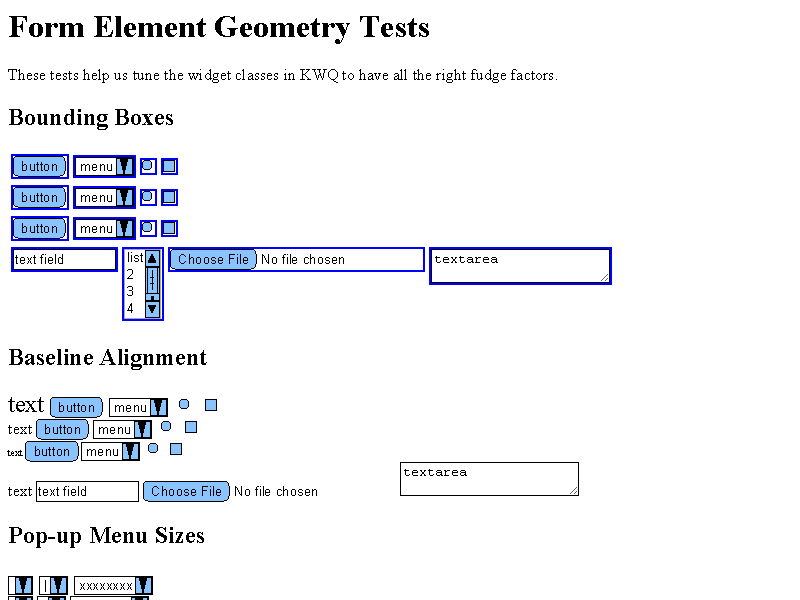 Form Element Geometry Tests
These tests help us tune the widget classes in KWQ to have all the right fudge factors.
Bounding Boxes
button menu
button menu
button menu
text field list Choose File No file chosen textarea
2
3
4
Baseline Alignment
text button menu
text button menu
text button menu
textarea
text text field Choose File No file chosen
Pop-up Menu Sizes
| xxxxxxxx